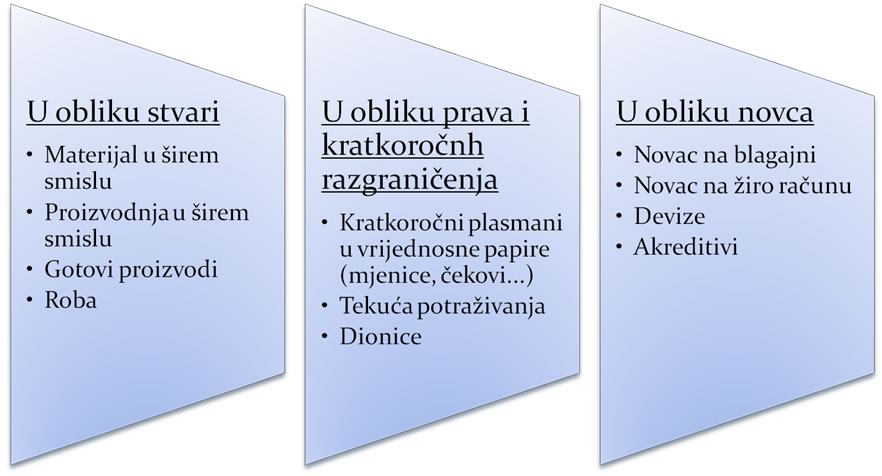 U obliku stvari
• Materijal u širem
smislu
• Proizvodnja u širem
smislu
• Gotovi proizvodi
• Roba
U obliku prava i
kratkoročnh
razgraničenja
• Kratkoročni plasmani
u vrijednosne papire
(mjenice, čekovi...)
• Tekuća potraživanja
• Dionice
U obliku novca
• Novac na blagajni
• Novac na žiro računu
• Devize
• Akreditivi